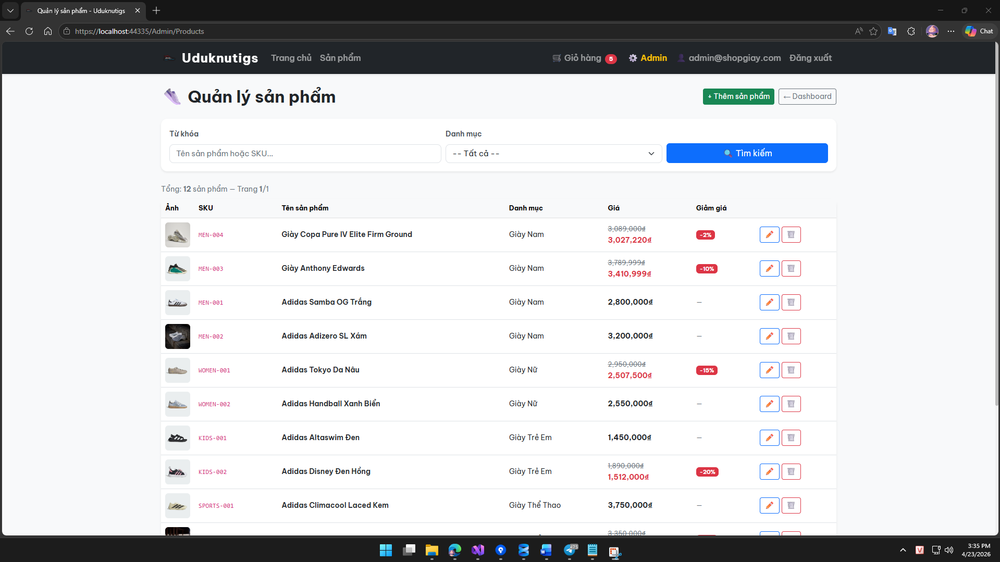 Quản lý sản phẩm - Uduknutigs
https://localhost:44335/Admin/Products
Chat
Uduknutigs Trang chủ Sản phẩm Giỏ hàng 5 Admin admin@shopgiay.com Đăng xuất
Quản lý sản phẩm
+ Thêm sản phẩm ← Dashboard
Từ khóa Danh mục
Tên sản phẩm hoặc SKU... -- Tất cả -- Tìm kiếm
Tổng: 12 sản phẩm — Trang 1/1
Ảnh SKU Tên sản phẩm Danh mục Giá Giảm giá
3,089,000₫
MEN-004 Giày Copa Pure IV Elite Firm Ground Giày Nam -2%
3,027,220₫
3,789,999₫
MEN-003 Giày Anthony Edwards Giày Nam -10%
3,410,999₫
MEN-001 Adidas Samba OG Trắng Giày Nam 2,800,000₫ —
MEN-002 Adidas Adizero SL Xám Giày Nam 3,200,000₫ —
2,950,000₫
WOMEN-001 Adidas Tokyo Da Nâu Giày Nữ -15%
2,507,500₫
WOMEN-002 Adidas Handball Xanh Biển Giày Nữ 2,550,000₫ —
KIDS-001 Adidas Altaswim Đen Giày Trẻ Em 1,450,000₫ —
1,890,000₫
KIDS-002 Adidas Disney Đen Hồng Giày Trẻ Em -20%
1,512,000₫
SPORTS-001 Adidas Climacool Laced Kem Giày Thể Thao 3,750,000₫ —
3,350,000₫
475
V
3:35 PM
4/23/2026